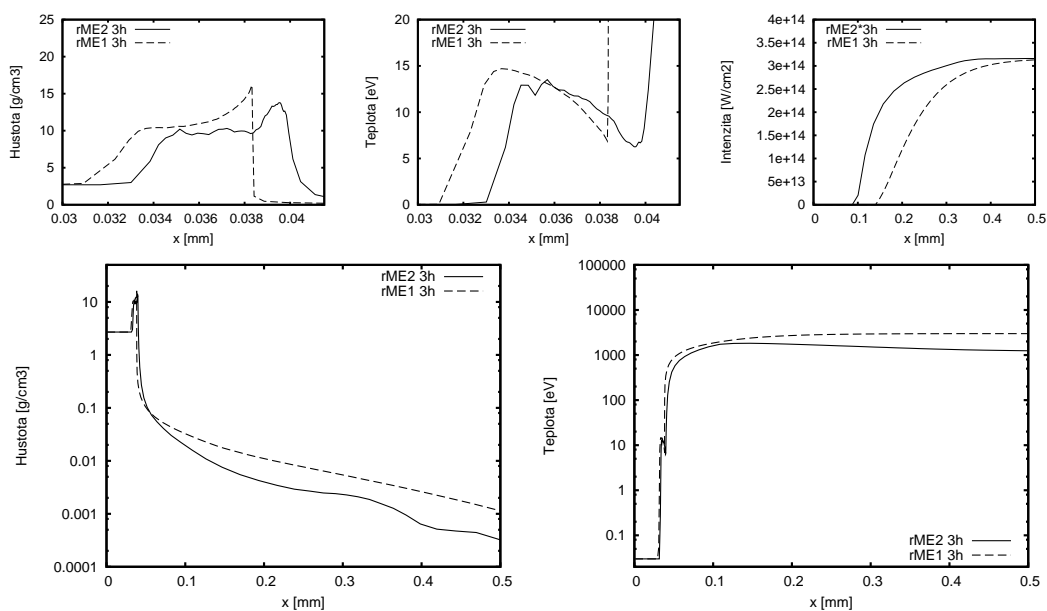 25
20
15
10
5
0
0.03
0.032
0.034
0.036
0.038
0.04
Hustota [g/cm3]
x [mm]
rME2 3h
rME1 3h
20
15
10
5
0
0.03
0.032
0.034
0.036
0.038
0.04
Teplota [eV]
x [mm]
rME2 3h
rME1 3h
4e+14
4e+14
3e+14
2e+14
2e+14
2e+14
1e+14
5e+13
0
0
0.1
0.2
0.3
0.4
0.5
Intenzita [W/cm2]
x [mm]
rME2*3h
rME1 3h
10
1
0.1
0.01
0.001
0.0001
0
0.1
0.2
0.3
0.4
0.5
Hustota [g/cm3]
x [mm]
rME2 3h
rME1 3h
100000
10000
1000
100
10
1
0.1
0
0.1
0.2
0.3
0.4
0.5
Teplota [eV]
x [mm]
rME2 3h
rME1 3h